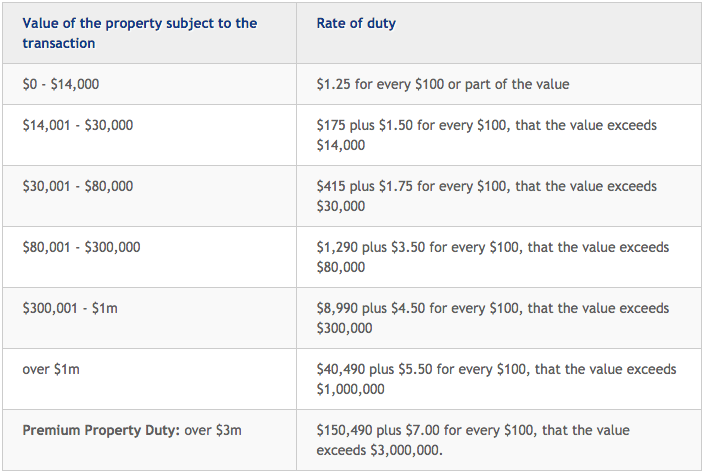 Value of the property subject to the
transaction
Rate of duty
$0 - $14,000
$1.25 for every $100 or part of the value
$14,001 - $30,000
$175 plus $1.50 for every $100, that the value exceeds
$14,000
$30,001 - $80,000
$415 plus $1.75 for every $100, that the value exceeds
$30,000
$80,001 - $300,000
$1,290 plus $3.50 for every $100, that the value exceeds
$80,000
$300,001 - $1m
$8,990 plus $4.50 for every $100, that the value exceeds
$300,000
over $1m
$40,490 plus $5.50 for every $100, that the value exceeds
$1,000,000
Premium Property Duty: over $3m
$150,490 plus $7.00 for every $100, that the value
exceeds $3,000,000.